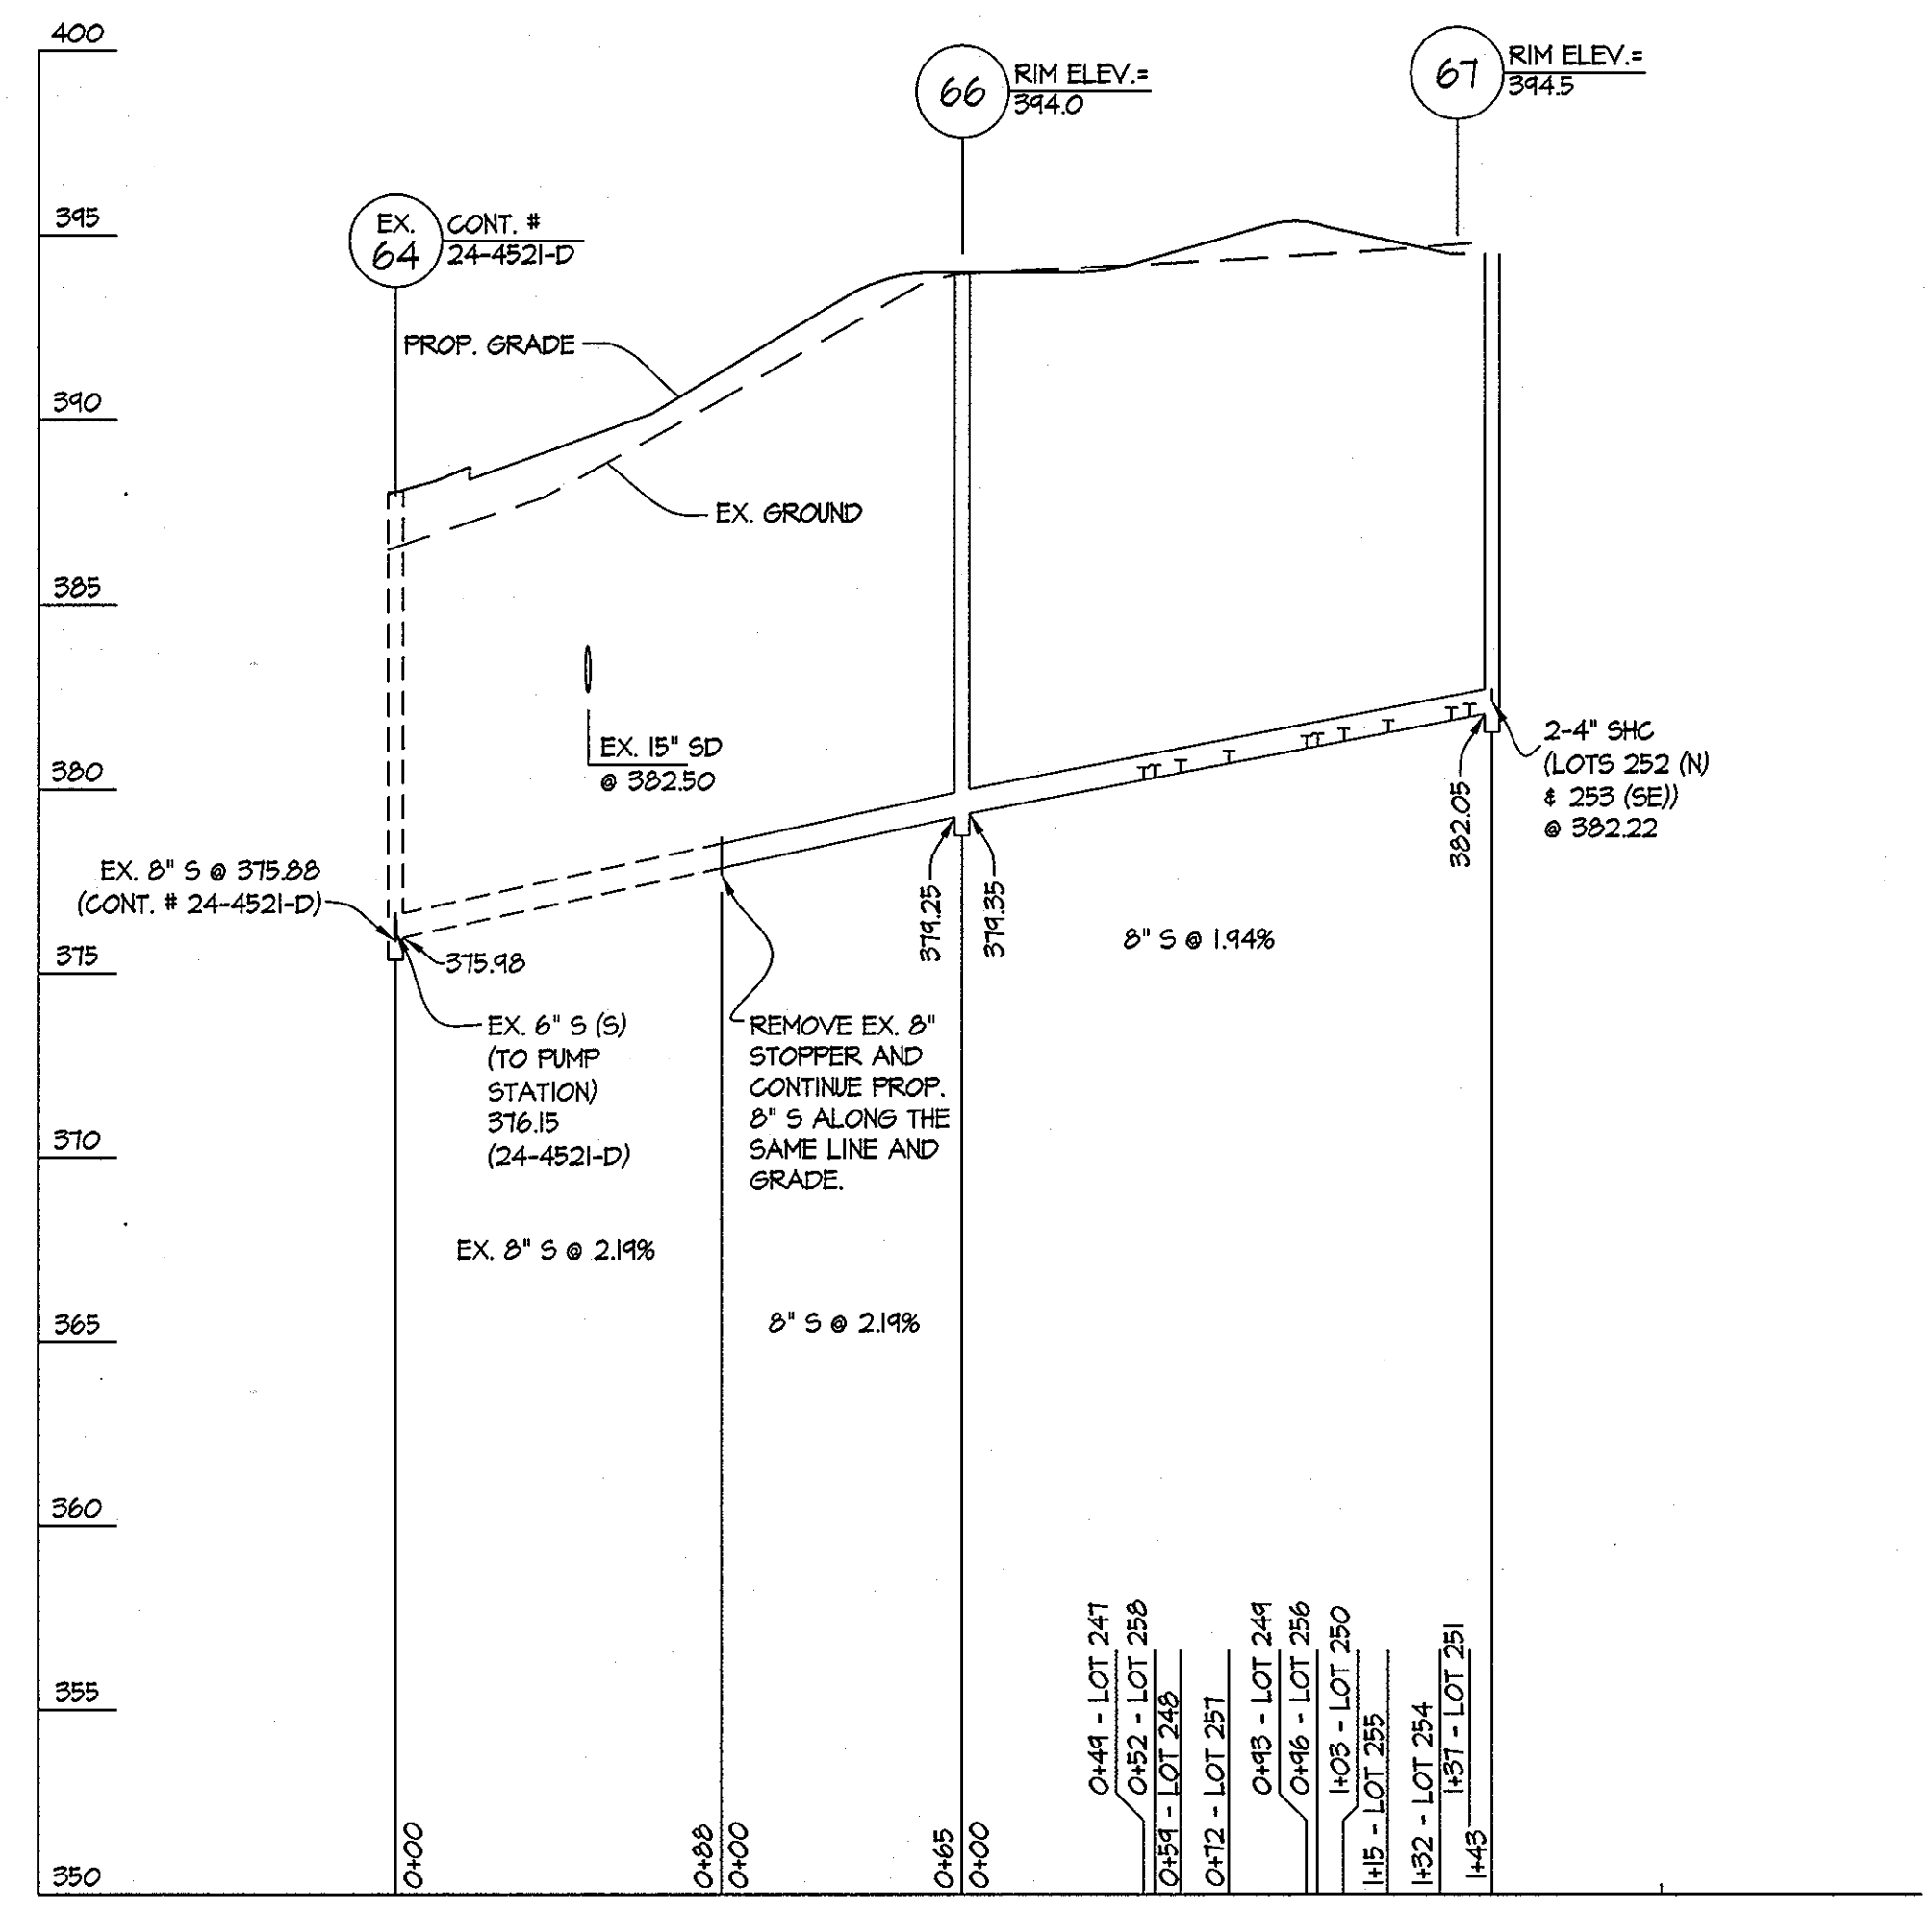 400
395
390
385
380
375
370
365
360
355
350
EX.
64
CONT. #
24-4521-D
66
RIM ELEV.=
394.0
67
RIM ELEV.=
394.5
PROP. GRADE
EX. GROUND
EX. 15" SD
@ 382.50
EX. 8" S @ 375.88
(CONT. # 24-4521-D)
375.98
EX. 6" S (S)
(TO PUMP
STATION)
376.15
(24-4521-D)
REMOVE EX. 8"
STOPPER AND
CONTINUE PROP.
8" S ALONG THE
SAME LINE AND
GRADE.
379.25
379.35
382.05
2-4" SHC
(LOTS 252 (N)
& 253 (SE))
@ 382.22
8" S @ 1.94%
EX. 8" S @ 2.19%
8" S @ 2.19%
0+00
0+88
0+00
0+65
0+00
0+49 - LOT 247
0+52 - LOT 258
0+59 - LOT 248
0+72 - LOT 257
0+93 - LOT 249
0+96 - LOT 256
1+03 - LOT 250
1+15 - LOT 255
1+32 - LOT 254
1+37 - LOT 251
1+43